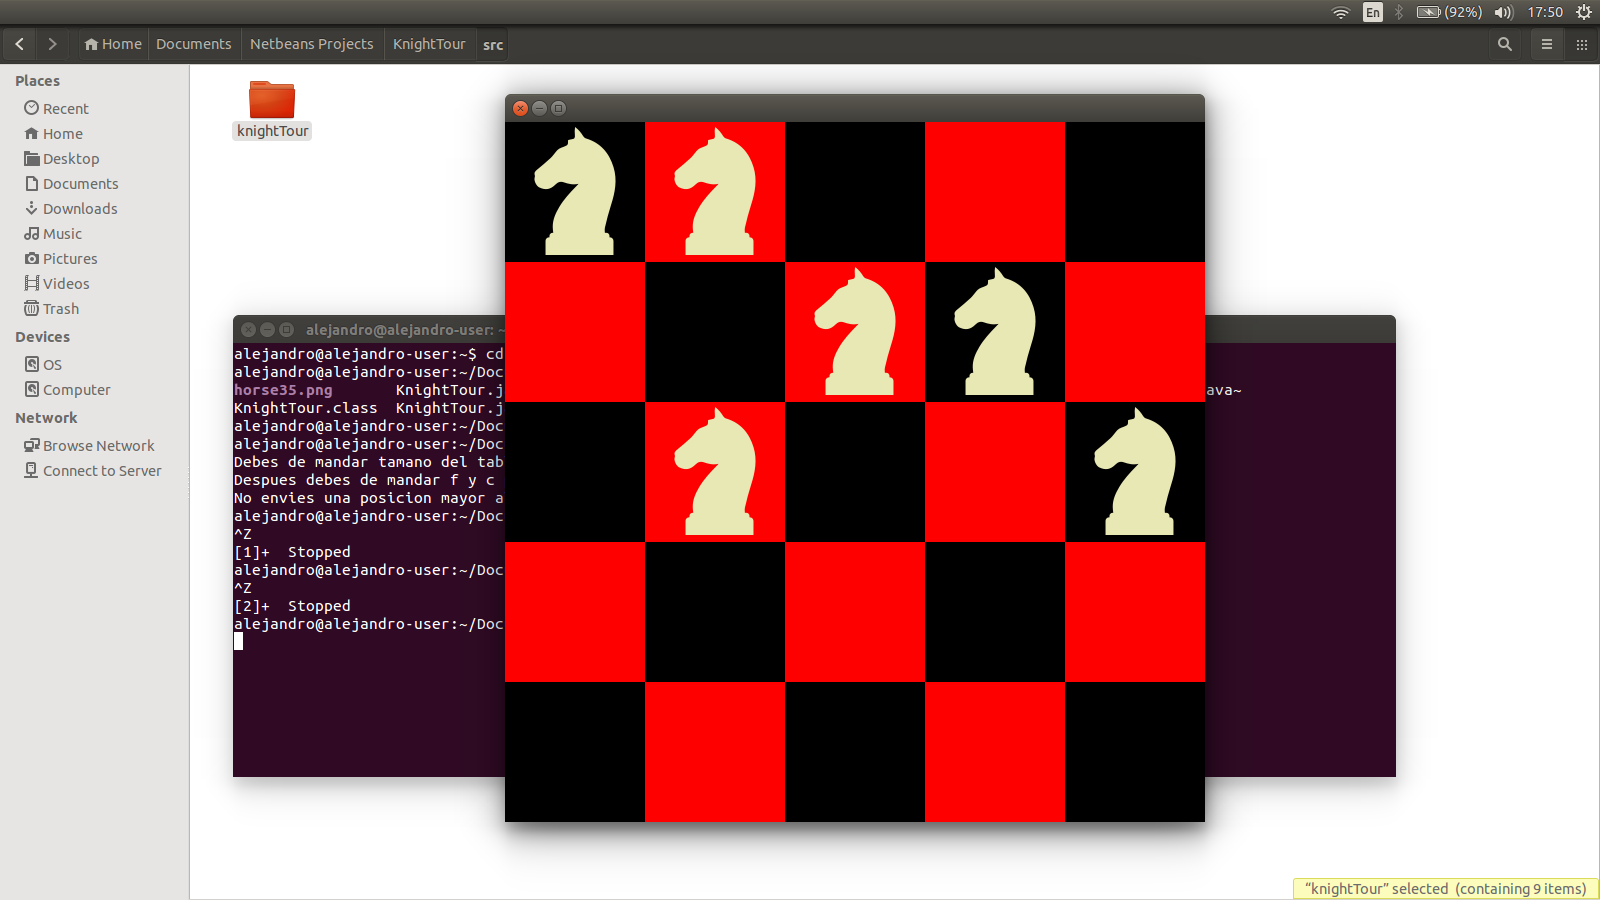 En (92%) 17:50
Home Documents Netbeans Projects KnightTour src
Places
Recent
Home
Desktop
Documents
Downloads
Music
Pictures
Videos
Trash
Devices
OS
Computer
Network
Browse Network
Connect to Server
knightTour
alejandro@alejandro-user: ~
alejandro@alejandro-user:~$ cd
alejandro@alejandro-user:~/Doc
horse35.png KnightTour.j ava~
KnightTour.class KnightTour.j
alejandro@alejandro-user:~/Doc
alejandro@alejandro-user:~/Doc
Debes de mandar tamano del tab
Despues debes de mandar f y c
No envies una posicion mayor a
alejandro@alejandro-user:~/Doc
^Z
[1]+ Stopped
alejandro@alejandro-user:~/Doc
^Z
[2]+ Stopped
alejandro@alejandro-user:~/Doc
“knightTour” selected (containing 9 items)